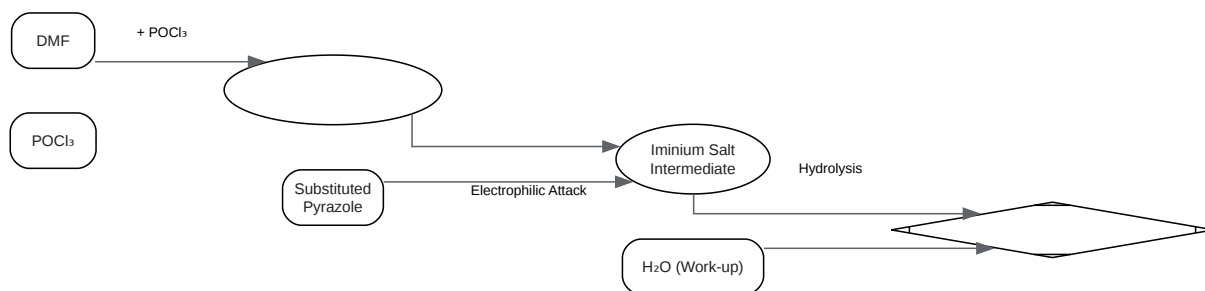 DMF
+ POCl₃
POCl₃
Iminium Salt
Intermediate
Hydrolysis
Substituted
Pyrazole
Electrophilic Attack
H₂O (Work-up)